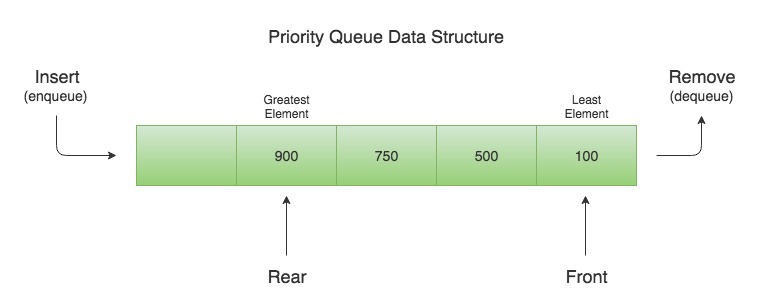 Priority Queue Data Structure
Insert
(enqueue)
Remove
(dequeue)
Greatest
Element
Least
Element
900
750
500
100
Rear
Front